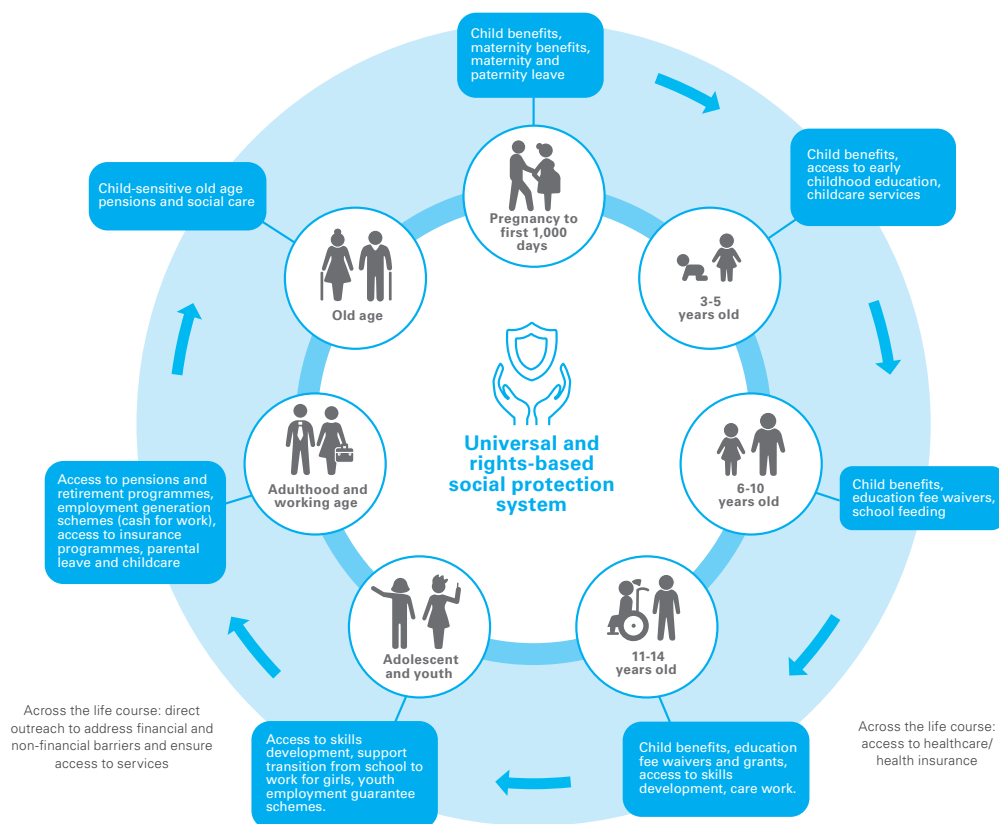 Child benefits,
maternity benefits,
maternity and
paternity leave
Pregnancy to
first 1,000
days
Child benefits,
access to early
childhood education,
childcare services
3-5
years old
Child benefits,
education fee waivers,
school feeding
6-10
years old
Child benefits, education
fee waivers and grants,
access to skills
development, care work.
11-14
years old
Access to skills
development, support
transition from school to
work for girls, youth
employment guarantee
schemes.
Adolescent
and youth
Access to pensions and
retirement programmes,
employment generation
schemes (cash for work),
access to insurance
programmes, parental
leave and childcare
Adulthood and
working age
Child-sensitive old age
pensions and social care
Old age
Universal and
rights-based
social protection
system
Across the life course: direct
outreach to address financial and
non-financial barriers and ensure
access to services
Across the life course:
access to healthcare/
health insurance